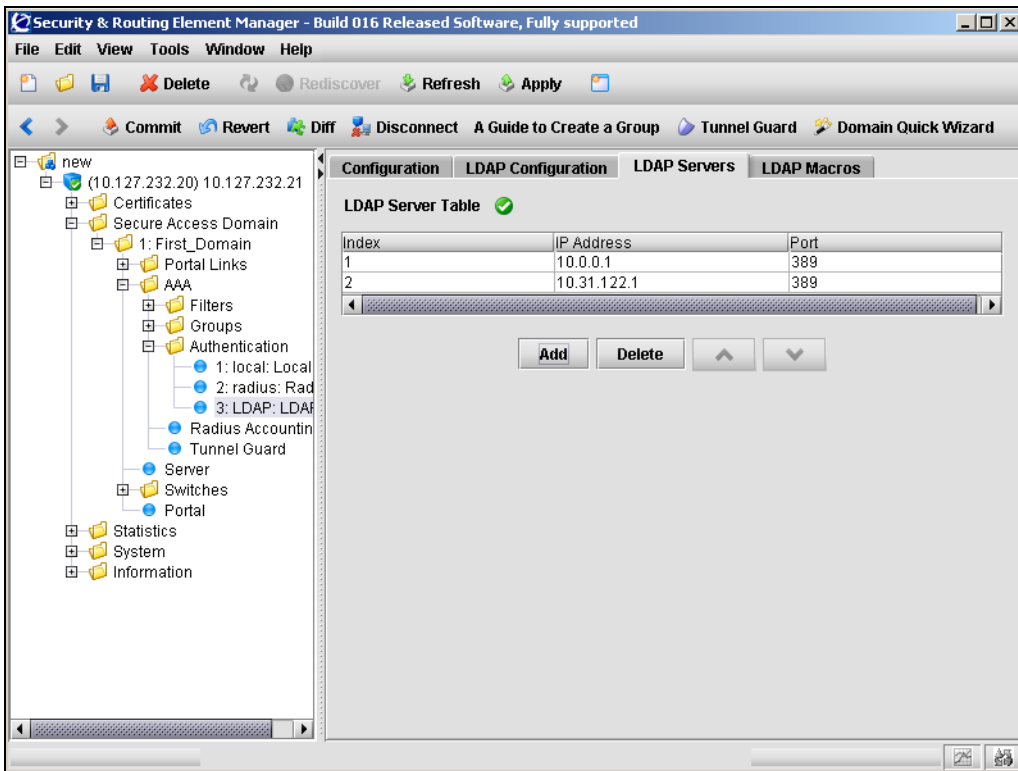 Security & Routing Element Manager - Build 016 Released Software, Fully supported
File Edit View Tools Window Help
Delete Rediscover Refresh Apply
Commit Revert Diff Disconnect A Guide to Create a Group Tunnel Guard Domain Quick Wizard
new
(10.127.232.20) 10.127.232.21
Certificates
Secure Access Domain
1: First_Domain
Portal Links
AAA
Filters
Groups
Authentication
1: local: Local
2: radius: Rad
3: LDAP: LDAP
Radius Accountin
Tunnel Guard
Server
Switches
Portal
Statistics
System
Information
Configuration LDAP Configuration LDAP Servers LDAP Macros
LDAP Server Table
Index IP Address Port
1 10.0.0.1 389
2 10.31.122.1 389
Add Delete